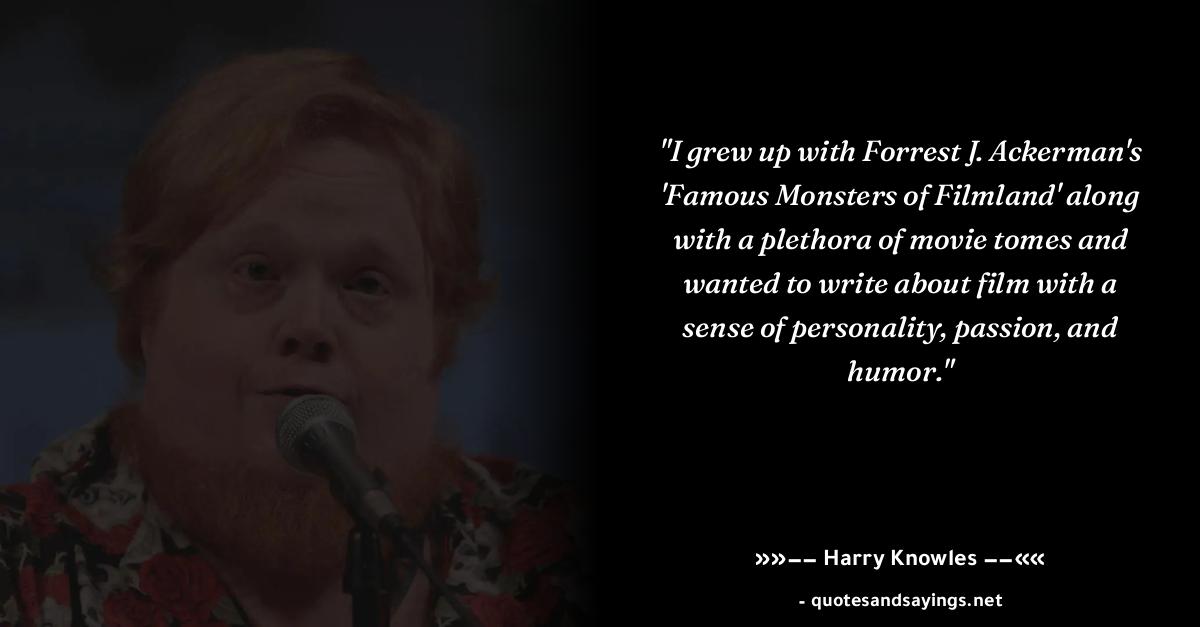 "I grew up with Forrest J. Ackerman's
'Famous Monsters of Filmland' along
with a plethora of movie tomes and
wanted to write about film with a
sense of personality, passion, and
humor."
»»−− Harry Knowles −−««
- quotesandsayings.net